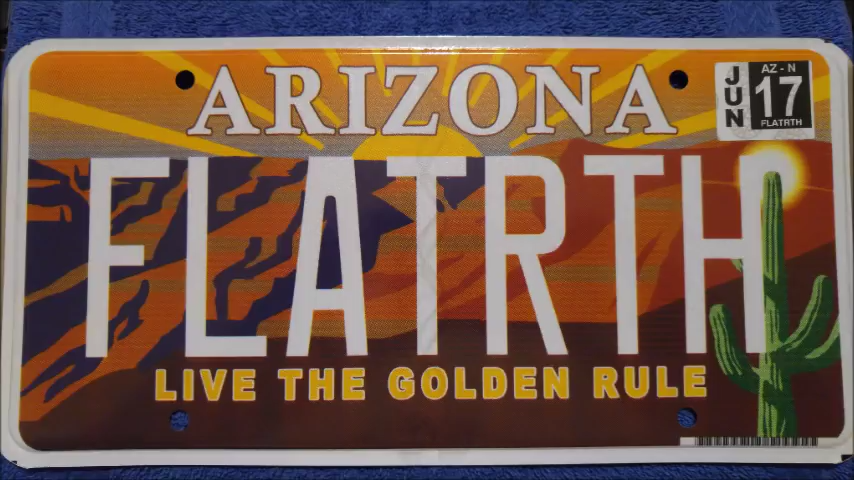 ARIZONA
JUN
AZ - N
17
FLATRTH
FLATRTH
LIVE THE GOLDEN RULE